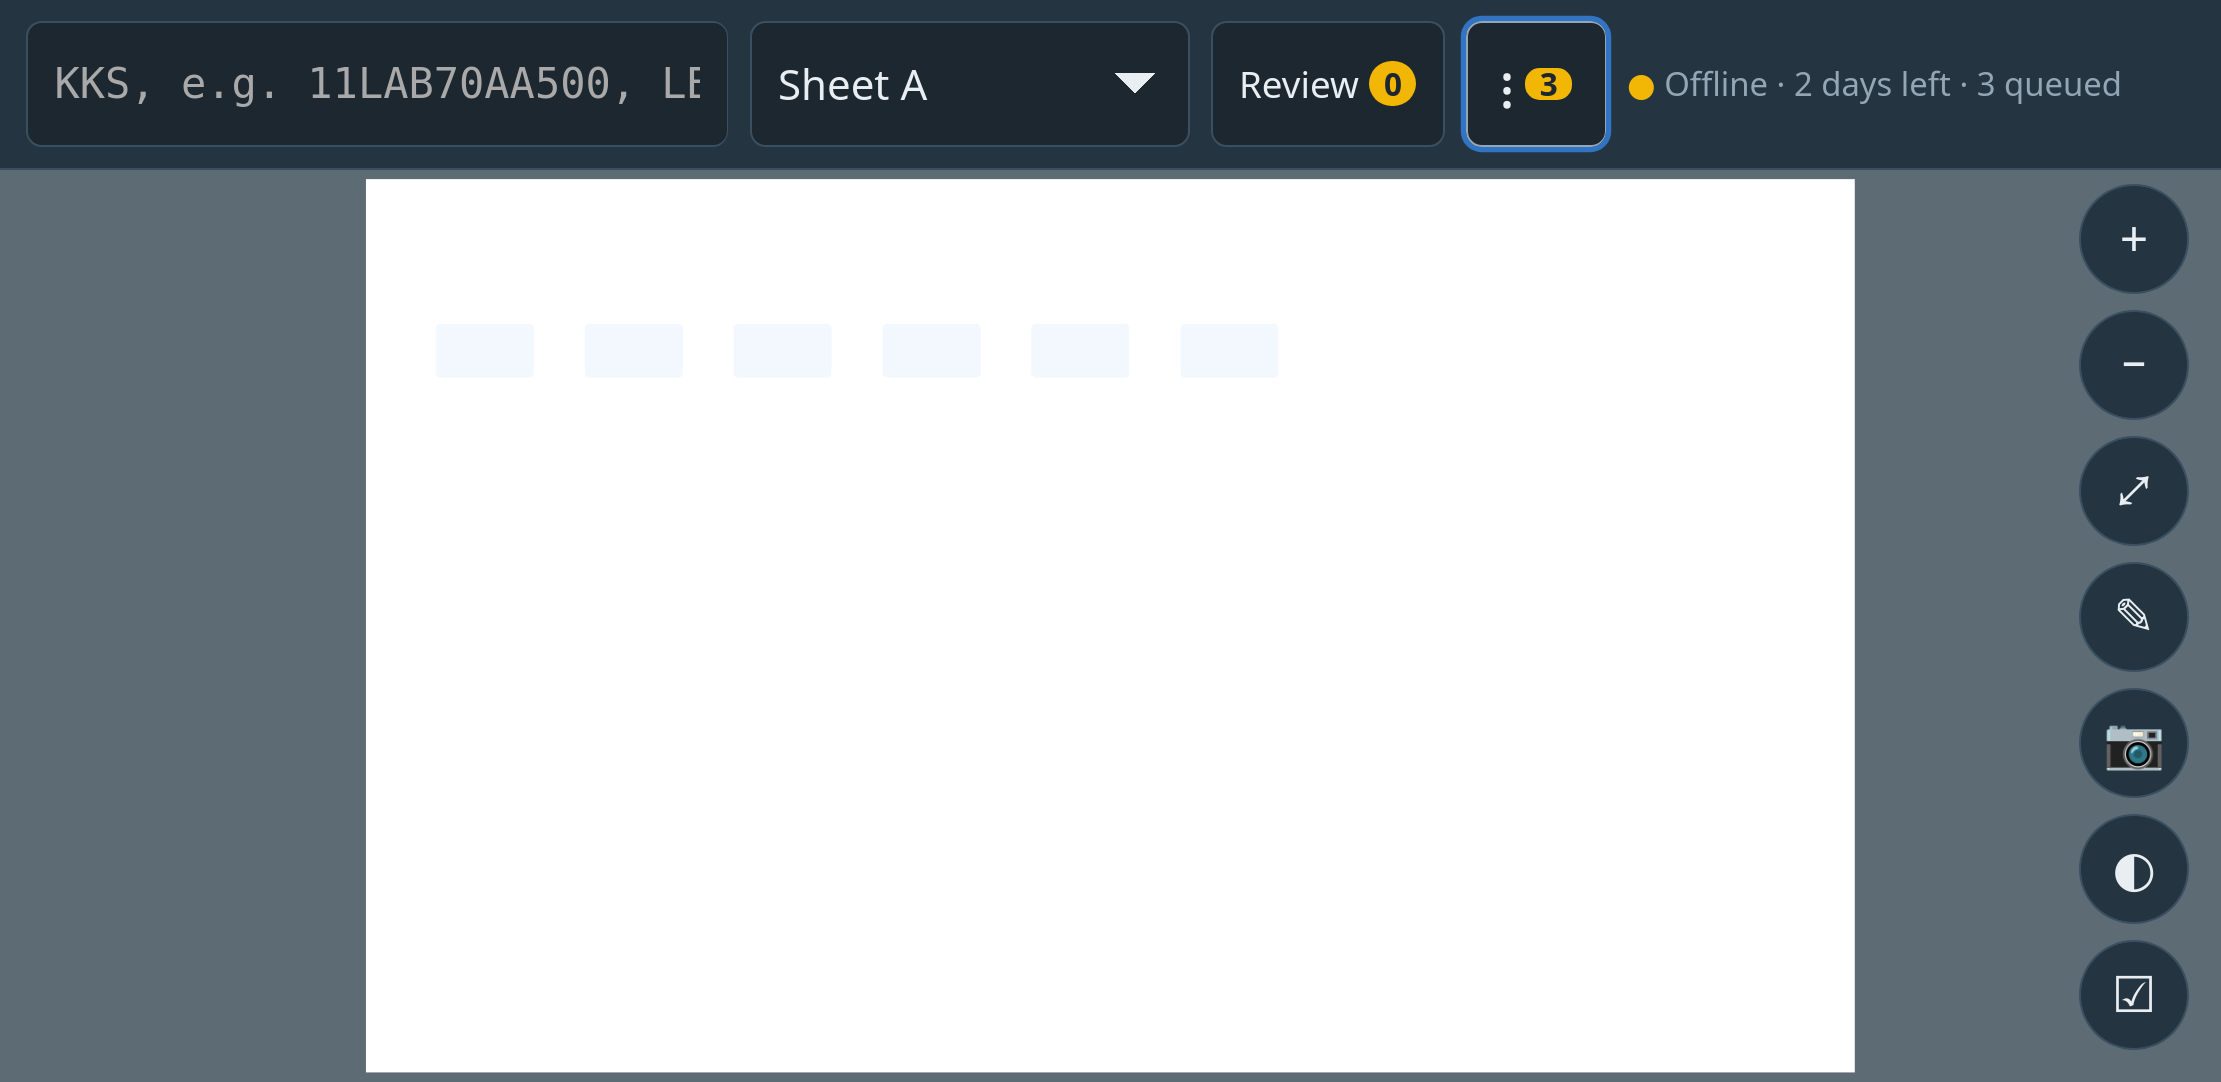 KKS, e.g. 11LAB70AA500, LE
Sheet A
Review 0
⋮ 3
Offline · 2 days left · 3 queued
+
−